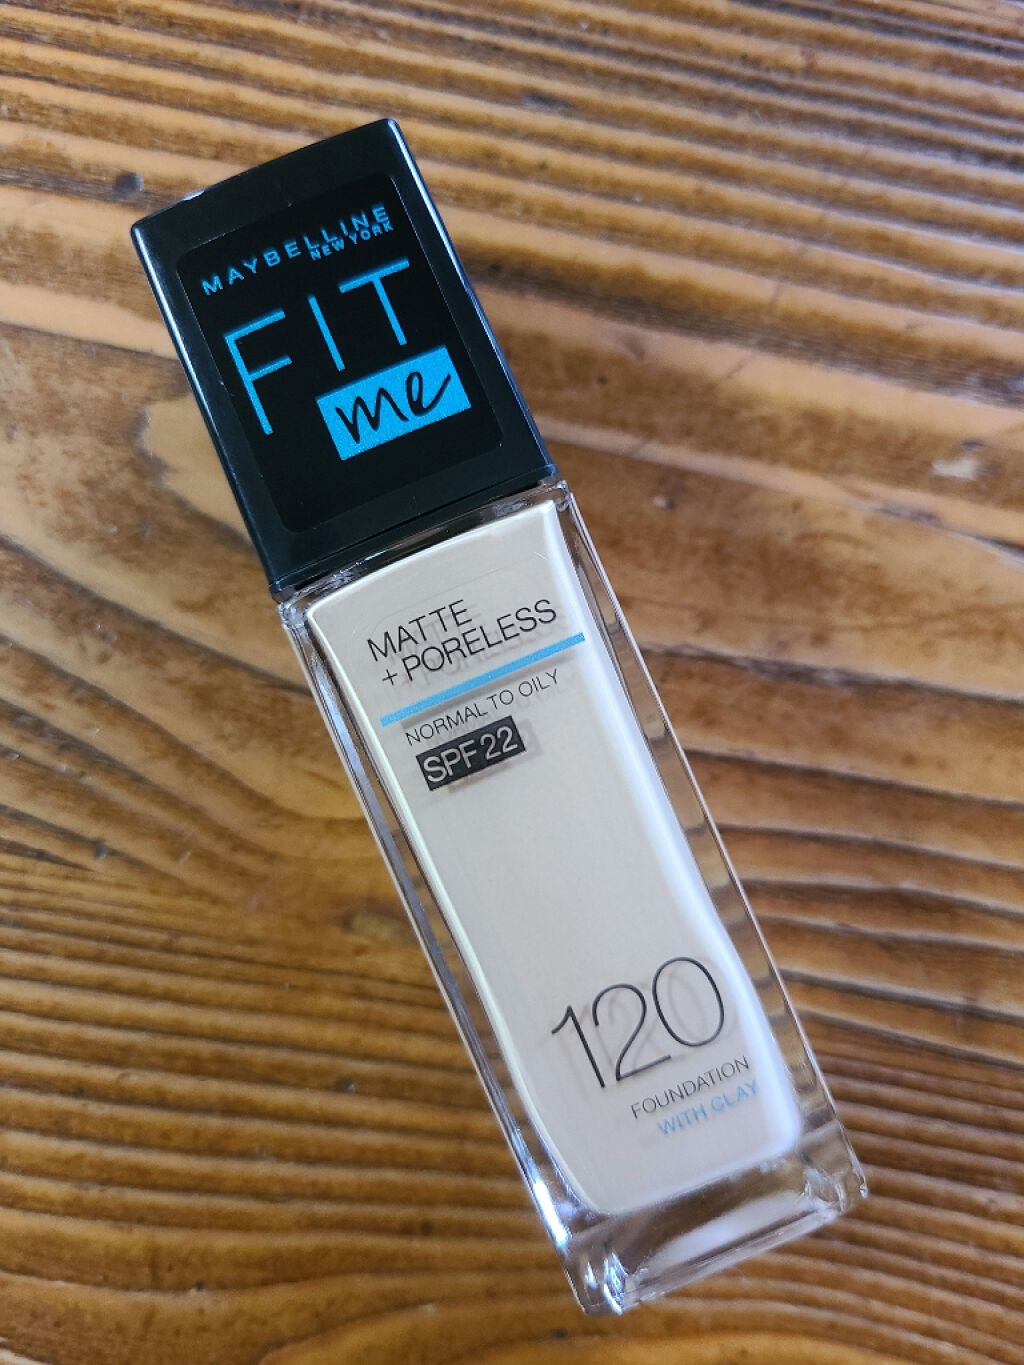 MAYBELLINE
NEW YORK
FIT
me
MATTE
+ PORELESS
NORMAL TO OILY
SPF 22
120
FOUNDATION
WITH CLAY